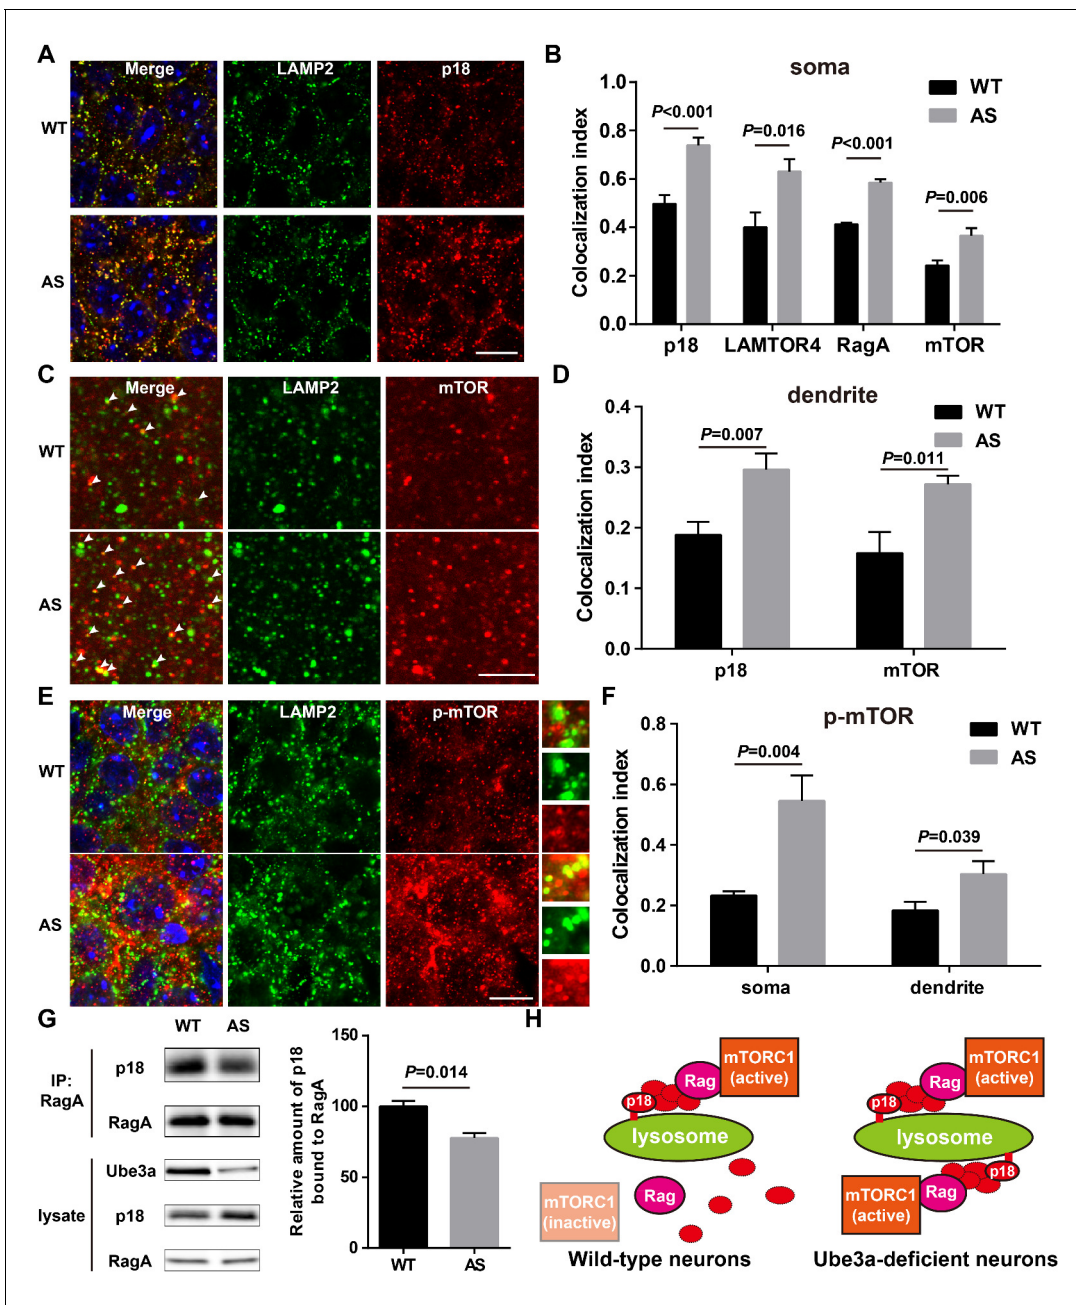 A
Merge LAMP2 p18
WT
AS
B
soma
WT
AS
Colocalization index
1.0
0.8
0.6
0.4
0.2
0.0
P<0.001
P=0.016
P<0.001
P=0.006
p18 LAMTOR4 RagA mTOR
C
Merge LAMP2 mTOR
WT
AS
D
dendrite
WT
AS
Colocalization index
0.4
0.3
0.2
0.1
0.0
P=0.007
P=0.011
p18 mTOR
E
Merge LAMP2 p-mTOR
WT
AS
F
p-mTOR
WT
AS
Colocalization index
0.8
0.6
0.4
0.2
0.0
P=0.004
P=0.039
soma dendrite
G
WT AS
IP:
RagA
p18
RagA
lysate
Ube3a
p18
RagA
Relative amount of p18
bound to RagA
150
100
50
0
P=0.014
WT AS
H
mTORC1
(active)
Rag
p18
lysosome
Rag
mTORC1
(inactive)
Wild-type neurons
mTORC1
(active)
Rag
p18
lysosome
p18
Rag
mTORC1
(active)
Ube3a-deficient neurons